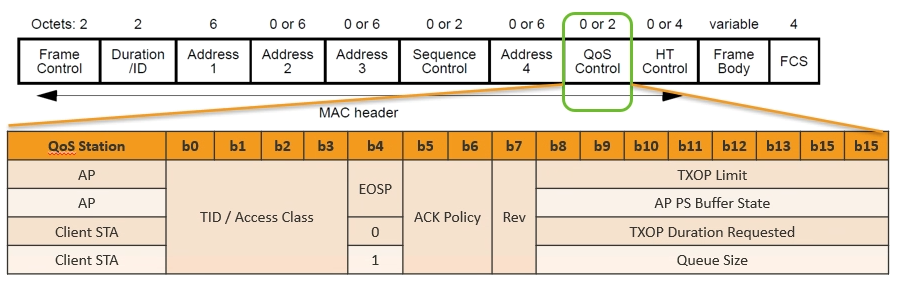 Octets: 2 2 6 0 or 6 0 or 6 0 or 2 0 or 6 0 or 2 0 or 4 variable 4
Frame Control Duration /ID Address 1 Address 2 Address 3 Sequence Control Address 4 QoS Control HT Control Frame Body FCS
MAC header
QoS Station b0 b1 b2 b3 b4 b5 b6 b7 b8 b9 b10 b11 b12 b13 b15 b15
AP TID / Access Class EOSP ACK Policy Rev TXOP Limit
AP AP PS Buffer State
Client STA 0 TXOP Duration Requested
Client STA 1 Queue Size